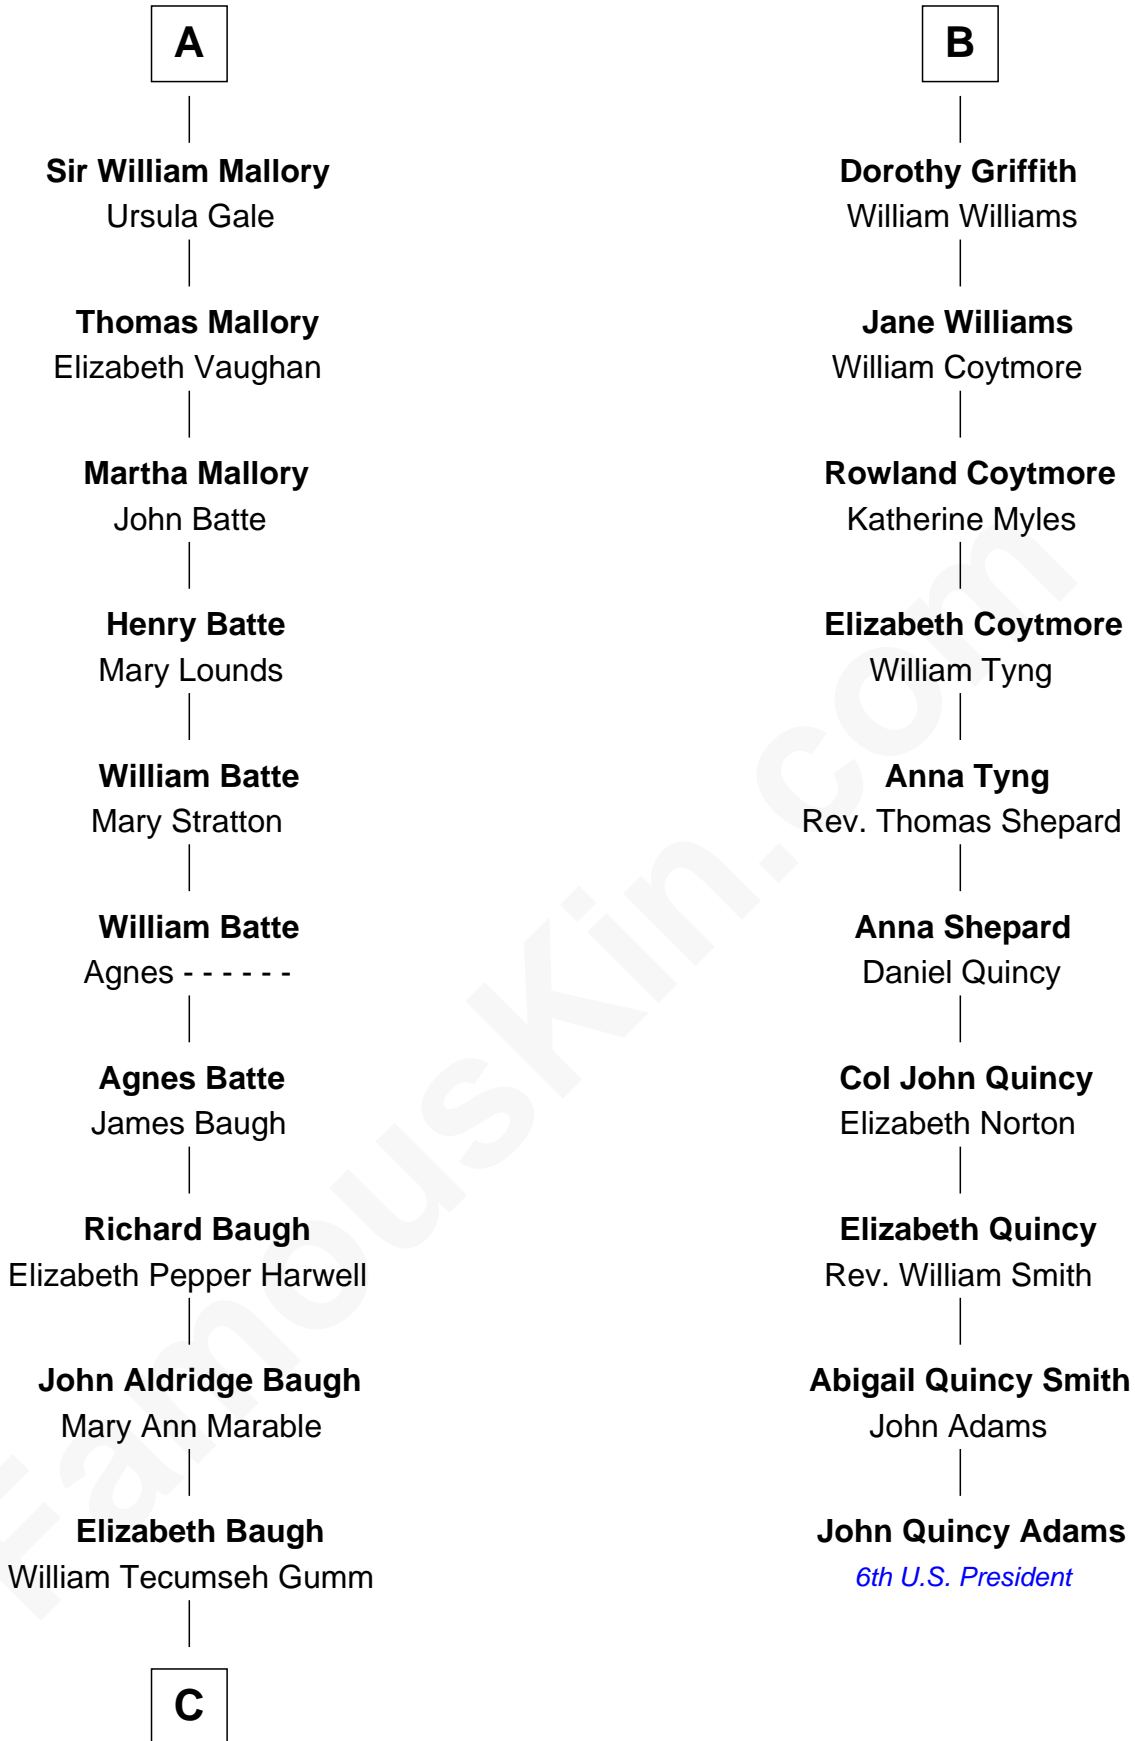 A
Sir William Mallory
Ursula Gale
Thomas Mallory
Elizabeth Vaughan
Martha Mallory
John Batte
Henry Batte
Mary Lounds
William Batte
Mary Stratton
William Batte
Agnes - - - - - -
Agnes Batte
James Baugh
Richard Baugh
Elizabeth Pepper Harwell
John Aldridge Baugh
Mary Ann Marable
Elizabeth Baugh
William Tecumseh Gumm
C
B
Dorothy Griffith
William Williams
Jane Williams
William Coytmore
Rowland Coytmore
Katherine Myles
Elizabeth Coytmore
William Tyng
Anna Tyng
Rev. Thomas Shepard
Anna Shepard
Daniel Quincy
Col John Quincy
Elizabeth Norton
Elizabeth Quincy
Rev. William Smith
Abigail Quincy Smith
John Adams
John Quincy Adams
6th U.S. President
FamousKin.com